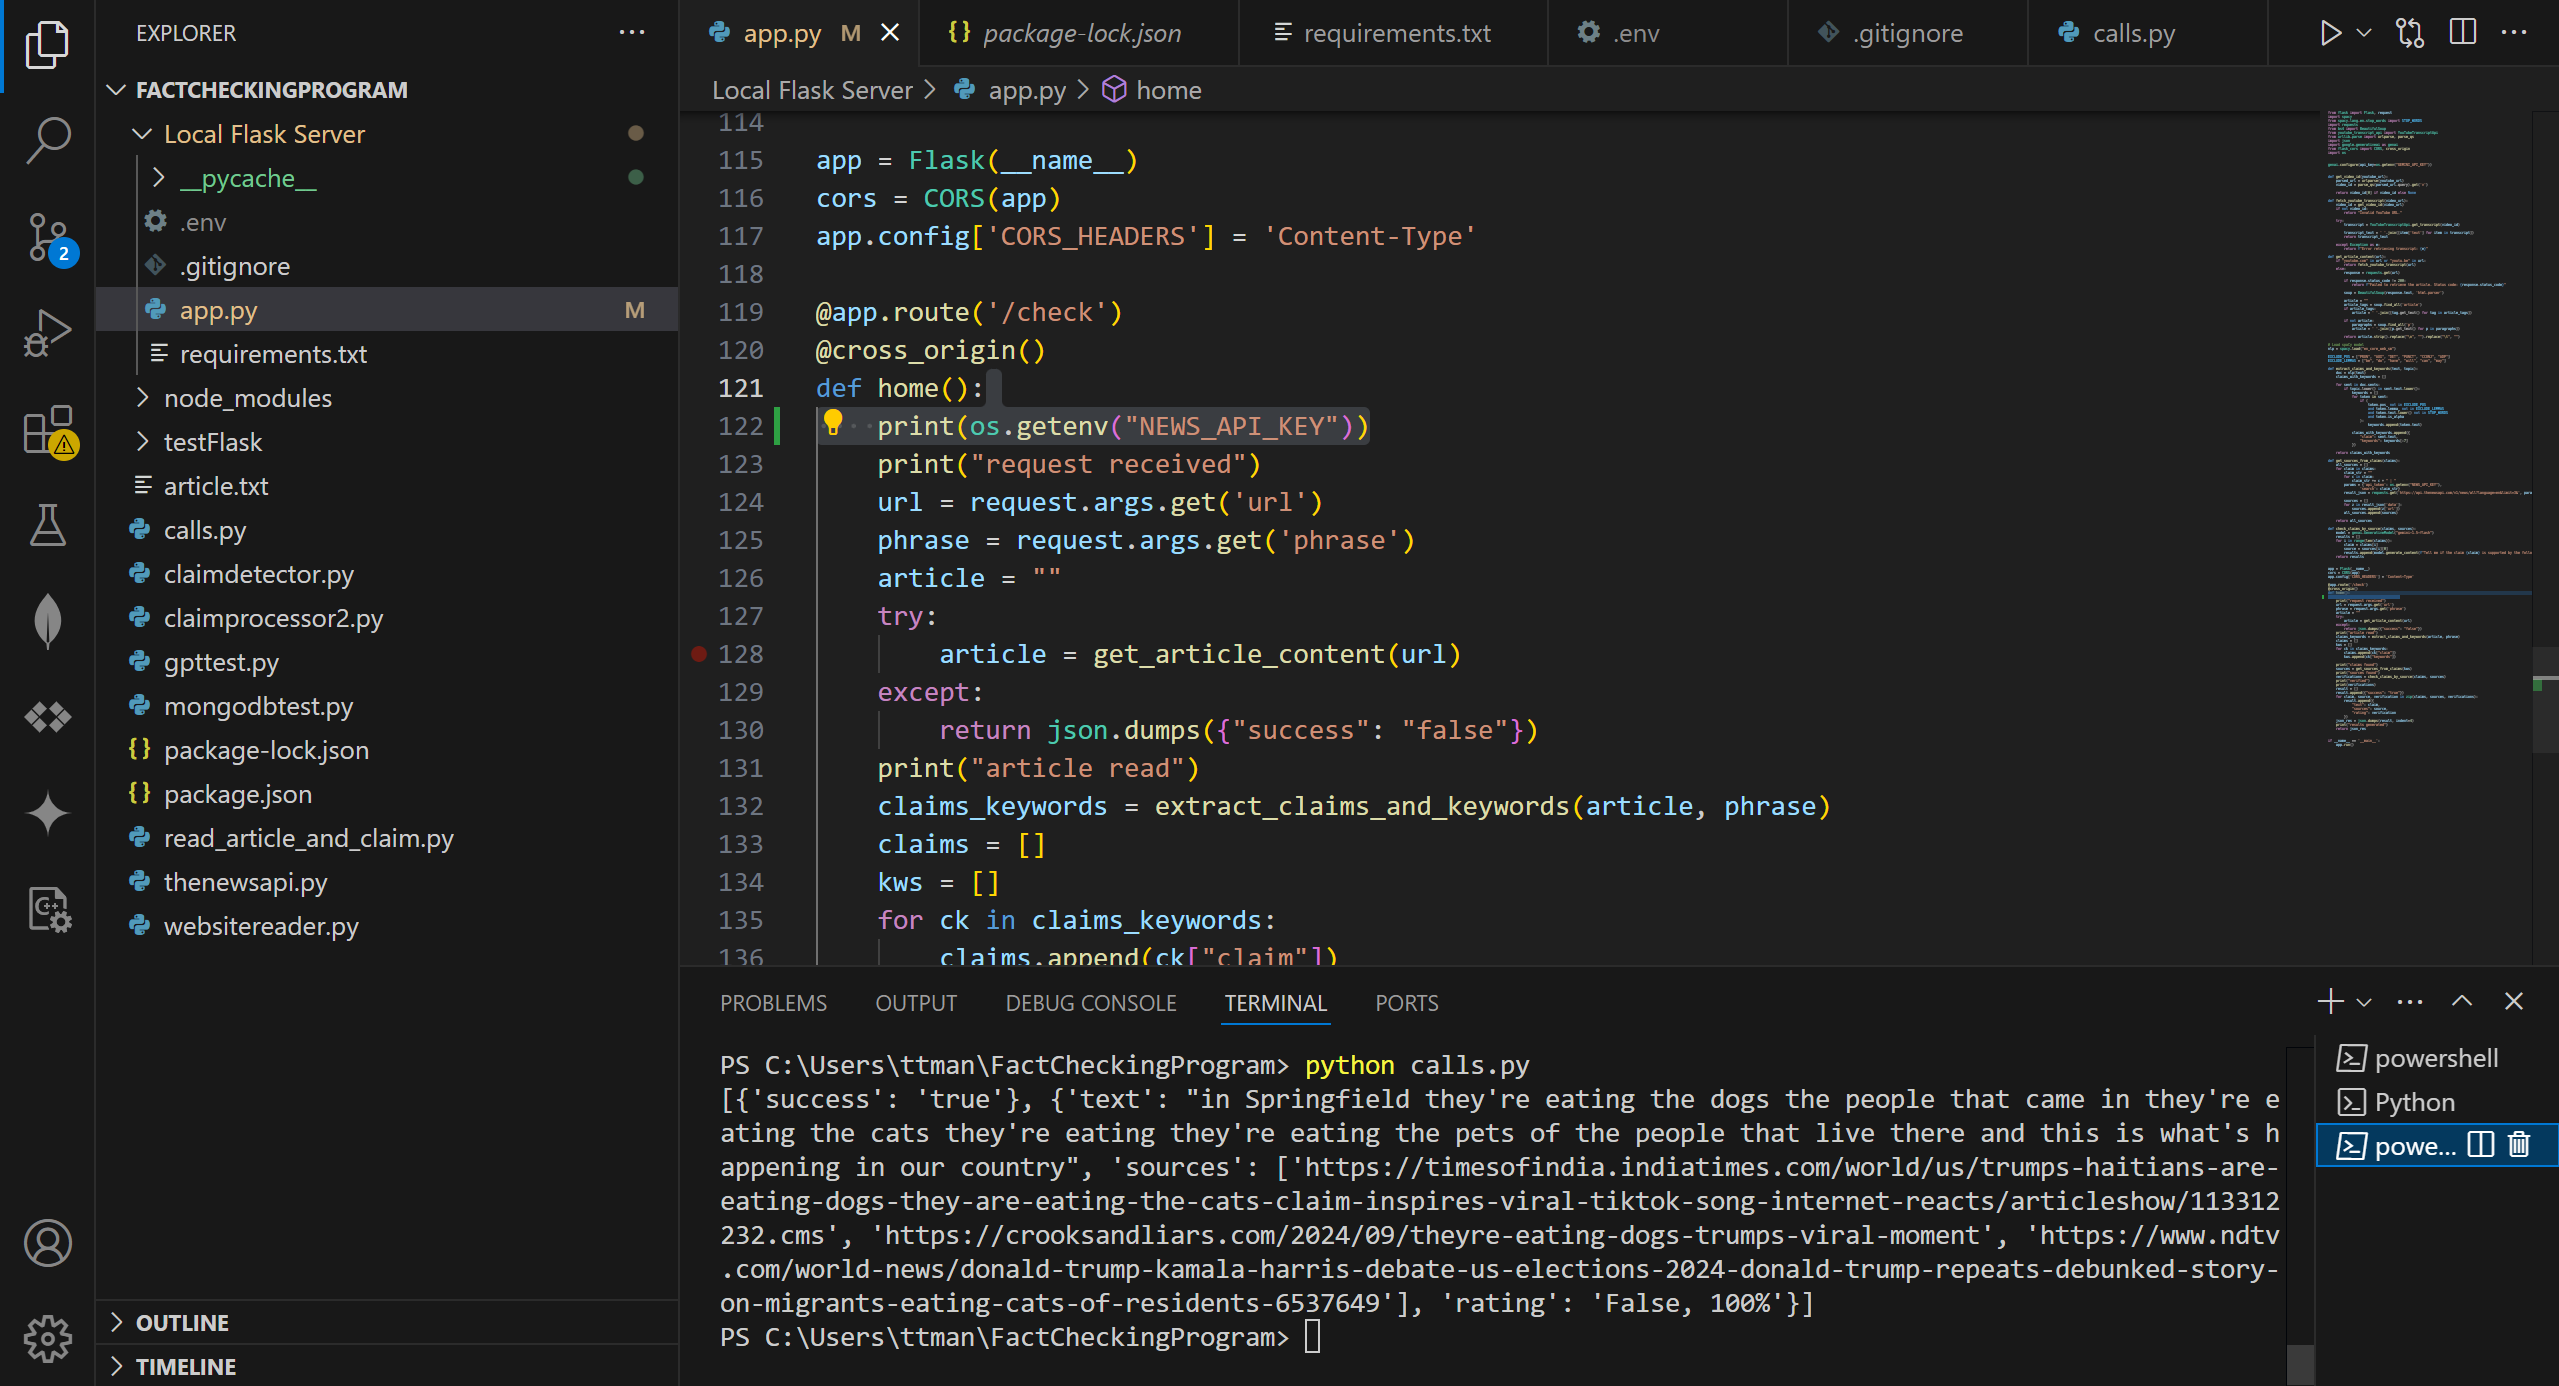 EXPLORER
FACTCHECKINGPROGRAM
Local Flask Server
__pycache__
.env
.gitignore
app.py M
requirements.txt
node_modules
testFlask
article.txt
calls.py
claimdetector.py
claimprocessor2.py
gpttest.py
mongodbtest.py
package-lock.json
package.json
read_article_and_claim.py
thenewsapi.py
websitereader.py
OUTLINE
TIMELINE
2
app.py M
package-lock.json
requirements.txt
.env
.gitignore
calls.py
Local Flask Server > app.py > home
114
115 app = Flask(__name__)
116 cors = CORS(app)
117 app.config['CORS_HEADERS'] = 'Content-Type'
118
119 @app.route('/check')
120 @cross_origin()
121 def home():
122 print(os.getenv("NEWS_API_KEY"))
123 print("request received")
124 url = request.args.get('url')
125 phrase = request.args.get('phrase')
126 article = ""
127 try:
128 article = get_article_content(url)
129 except:
130 return json.dumps({"success": "false"})
131 print("article read")
132 claims_keywords = extract_claims_and_keywords(article, phrase)
133 claims = []
134 kws = []
135 for ck in claims_keywords:
136 claims.append(ck["claim"])
PROBLEMS OUTPUT DEBUG CONSOLE TERMINAL PORTS
PS C:\Users\ttman\FactCheckingProgram> python calls.py
[{'success': 'true'}, {'text': "in Springfield they're eating the dogs the people that came in they're e
ating the cats they're eating they're eating the pets of the people that live there and this is what's h
appening in our country", 'sources': ['https://timesofindia.indiatimes.com/world/us/trumps-haitians-are-
eating-dogs-they-are-eating-the-cats-claim-inspires-viral-tiktok-song-internet-reacts/articleshow/113312
232.cms', 'https://crooksandliars.com/2024/09/theyre-eating-dogs-trumps-viral-moment', 'https://www.ndtv
.com/world-news/donald-trump-kamala-harris-debate-us-elections-2024-donald-trump-repeats-debunked-story-
on-migrants-eating-cats-of-residents-6537649'], 'rating': 'False, 100%'}]
PS C:\Users\ttman\FactCheckingProgram>
powershell
Python
powe...